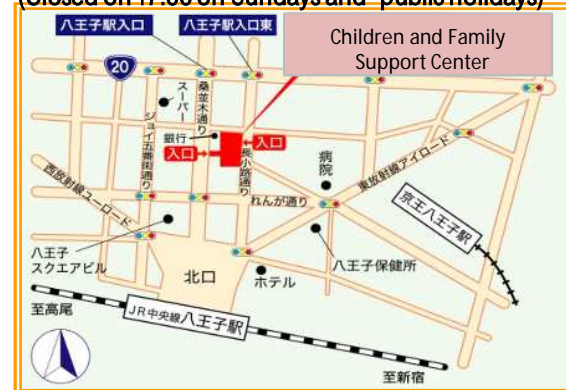 (Closed on 17:00 on Sundays and public holidays)
八王子駅入口
八王子駅入口東
Children and Family
Support Center
20
スーパー
桑並木通り
ジョイ五番街通り
銀行
入口
入口
長小路通り
病院
東放射線アイロード
西放射線ユーロード
れんが通り
京王八王子駅
八王子
スクエアビル
北口
ホテル
八王子保健所
至高尾
JR中央線八王子駅
至新宿